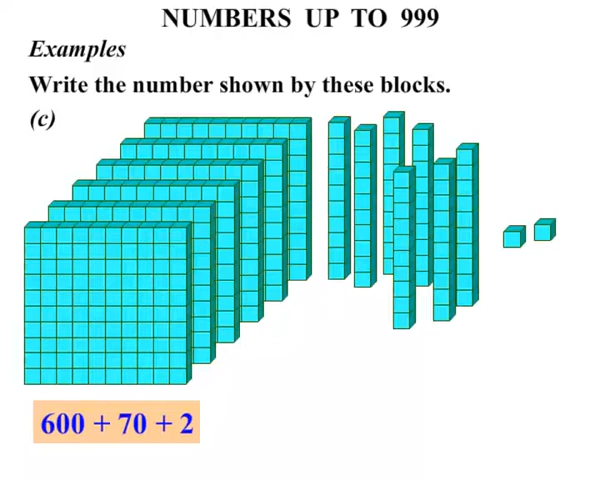 NUMBERS UP TO 999
Examples
Write the number shown by these blocks.
(c)
600 + 70 + 2